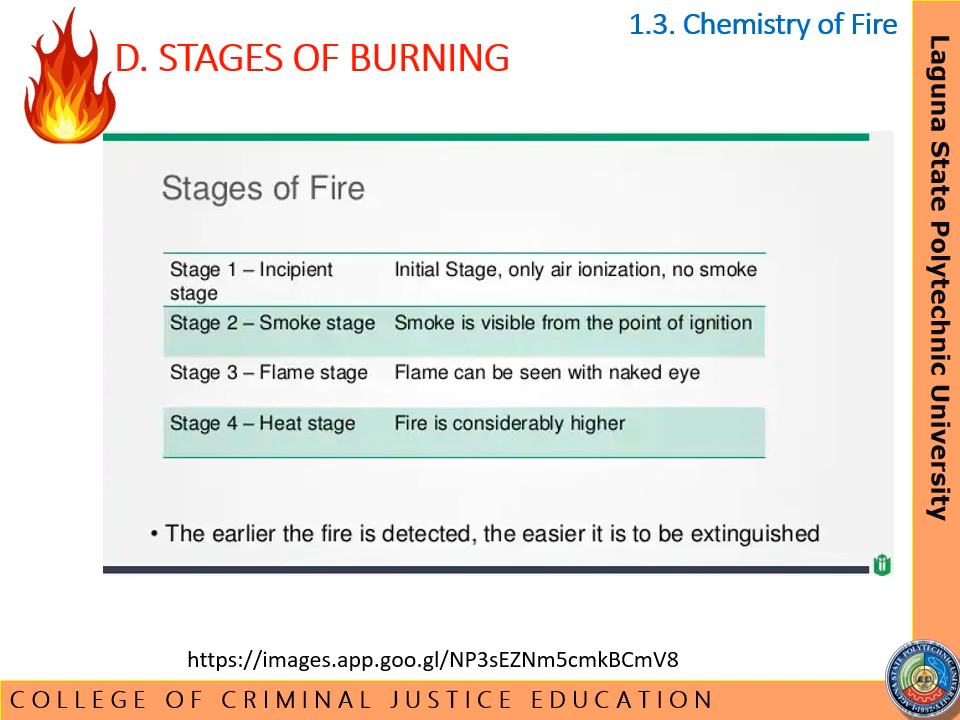 1.3. Chemistry of Fire
D. STAGES OF BURNING
Stages of Fire
Stage 1 – Incipient stage
Initial Stage, only air ionization, no smoke
Stage 2 – Smoke stage
Smoke is visible from the point of ignition
Stage 3 – Flame stage
Flame can be seen with naked eye
Stage 4 – Heat stage
Fire is considerably higher
• The earlier the fire is detected, the easier it is to be extinguished
https://images.app.goo.gl/NP3sEZNm5cmkBCmV8
COLLEGE OF CRIMINAL JUSTICE EDUCATION
Laguna State Polytechnic University